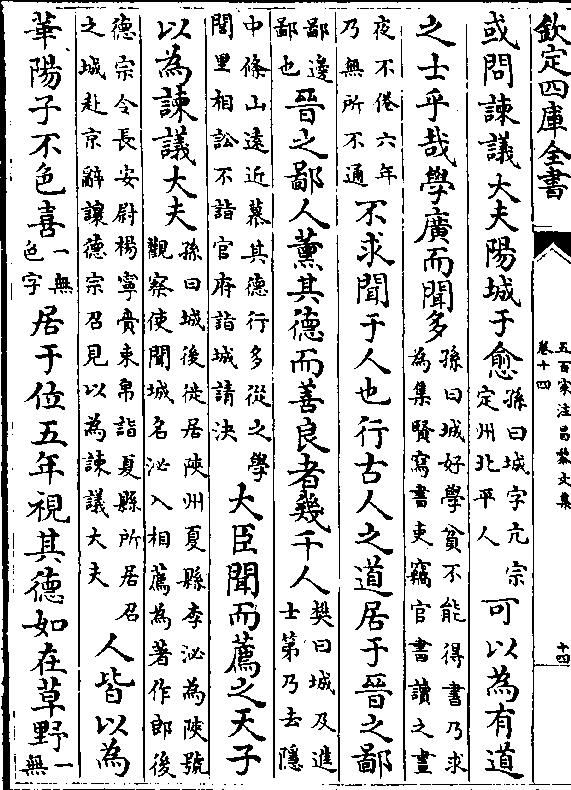 欽定四庫全書
五百家注昌黎文集
卷十四
十四
或問諫議大夫陽城于愈孫曰城字亢宗定州北平人可以為有道
之士乎哉學廣而聞多孫曰城好學貧不能得書乃求為集賢寫書吏竊官書讀之晝
夜不倦六年乃無所不通不求聞于人也行古人之道居于晉之鄙
鄙邊鄙也晉之鄙人薰其德而善良者幾千人樊曰城及進士第乃去隱
中條山遠近慕其德行多從之學閭里相訟不詣官府詣城請決大臣聞而薦之天子
以為諫議大夫孫曰城後徙居陝州夏縣李泌為陝號觀察使聞城名泌入相薦為著作郎後
德宗令長安尉楊寧賫束帛詣夏縣所居召之城赴京辭讓德宗召見以為諫議大夫人皆以為
華陽子不色喜一無色字居于位五年視其德如在草野一無